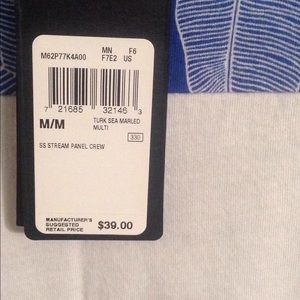 M62P77K4A00 MN F6
F7E2 US
7 21685 32146 3
M/M TURK SEA MARLED
MULTI
330
SS STREAM PANEL CREW
MANUFACTURER'S
SUGGESTED
RETAIL PRICE $39.00